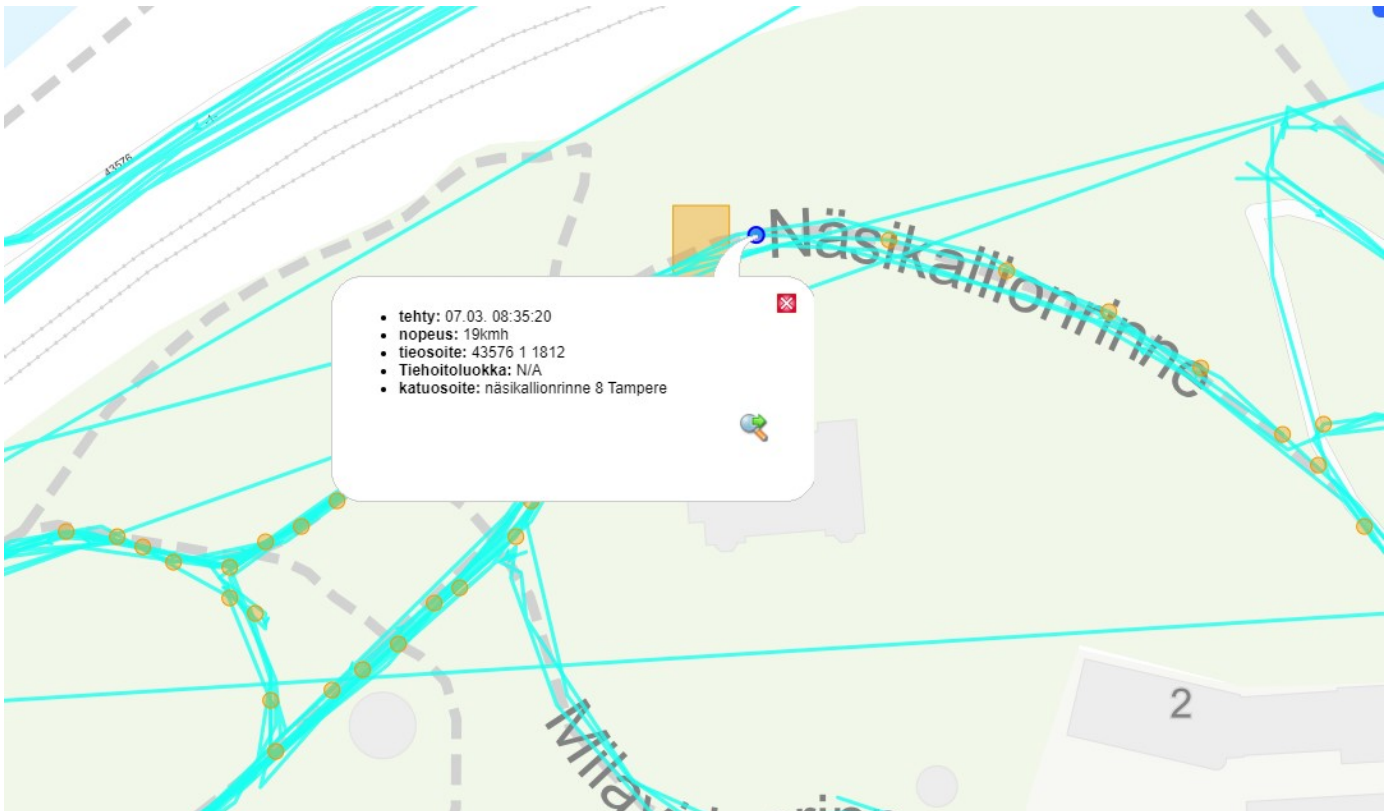 43576
Näsikallionrinne
tehty: 07.03. 08:35:20
nopeus: 19kmh
tieosoite: 43576 1 1812
Tiehoitoluokka: N/A
katuosoite: näsikallionrinne 8 Tampere
2